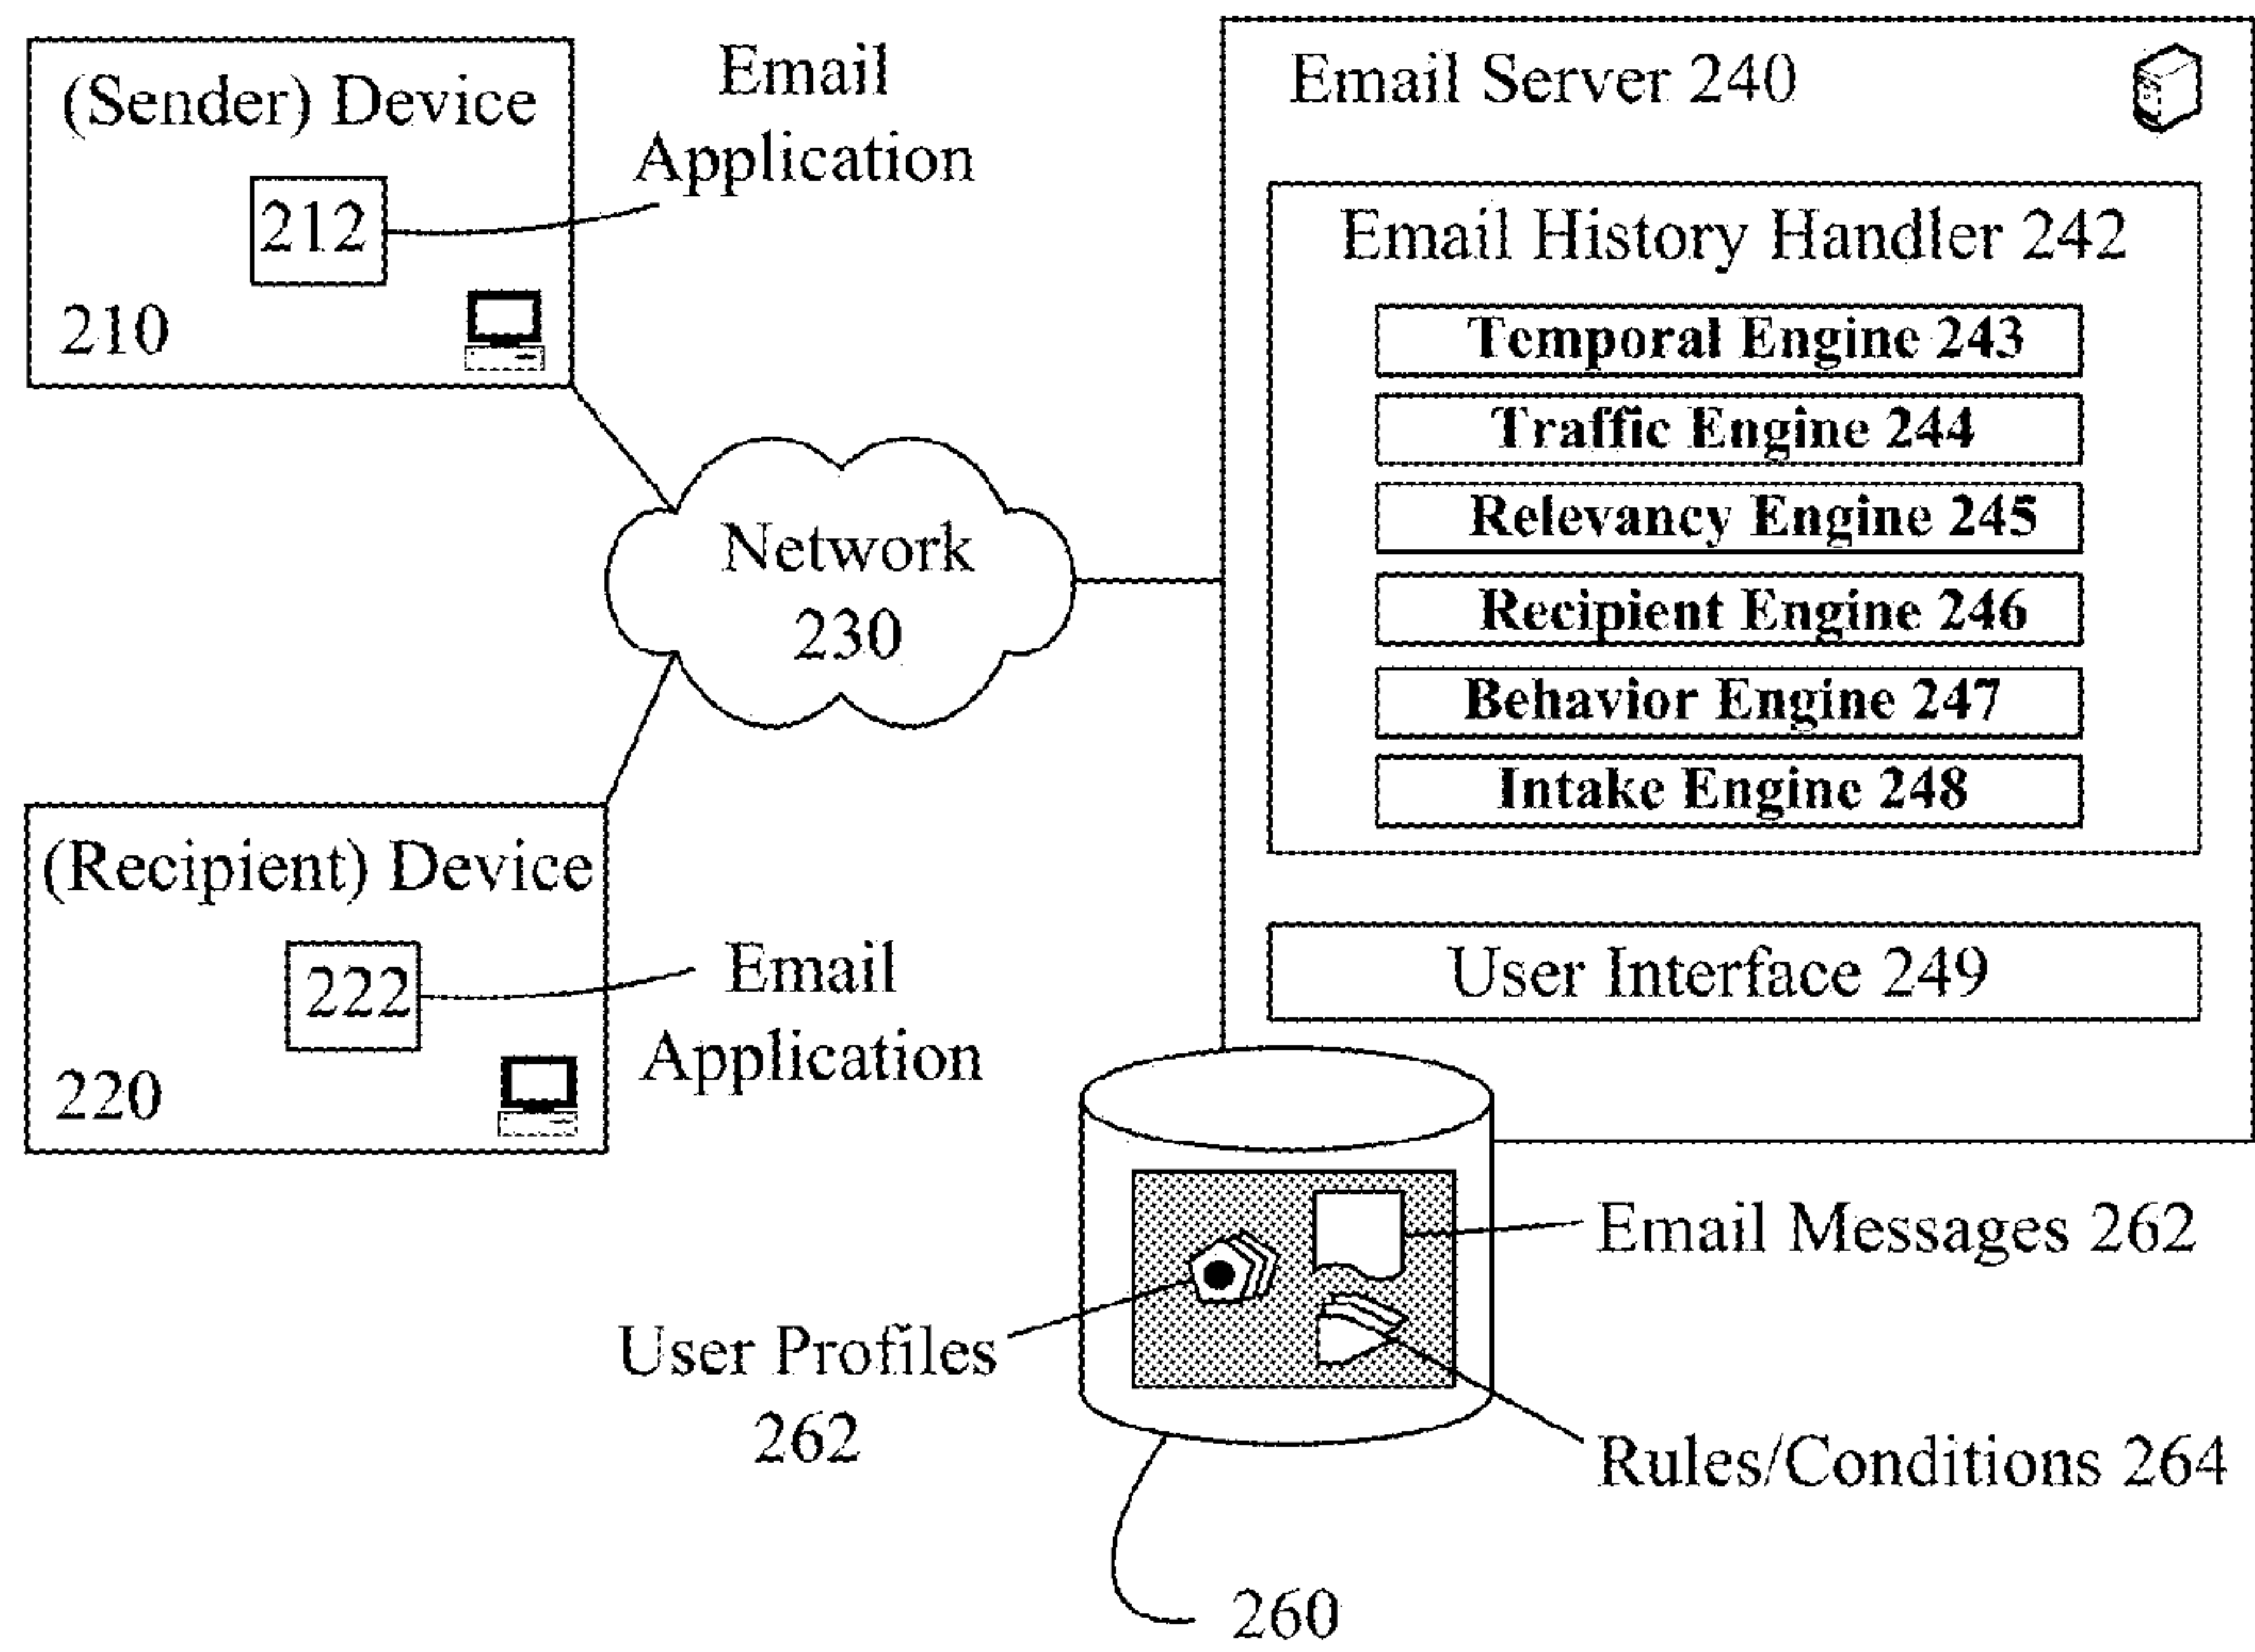 (Sender) Device
212
210
Email
Application
Network
230
(Recipient) Device
222
220
Email
Application
Email Server 240
Email History Handler 242
Temporal Engine 243
Traffic Engine 244
Relevancy Engine 245
Recipient Engine 246
Behavior Engine 247
Intake Engine 248
User Interface 249
Email Messages 262
User Profiles
262
Rules/Conditions 264
260